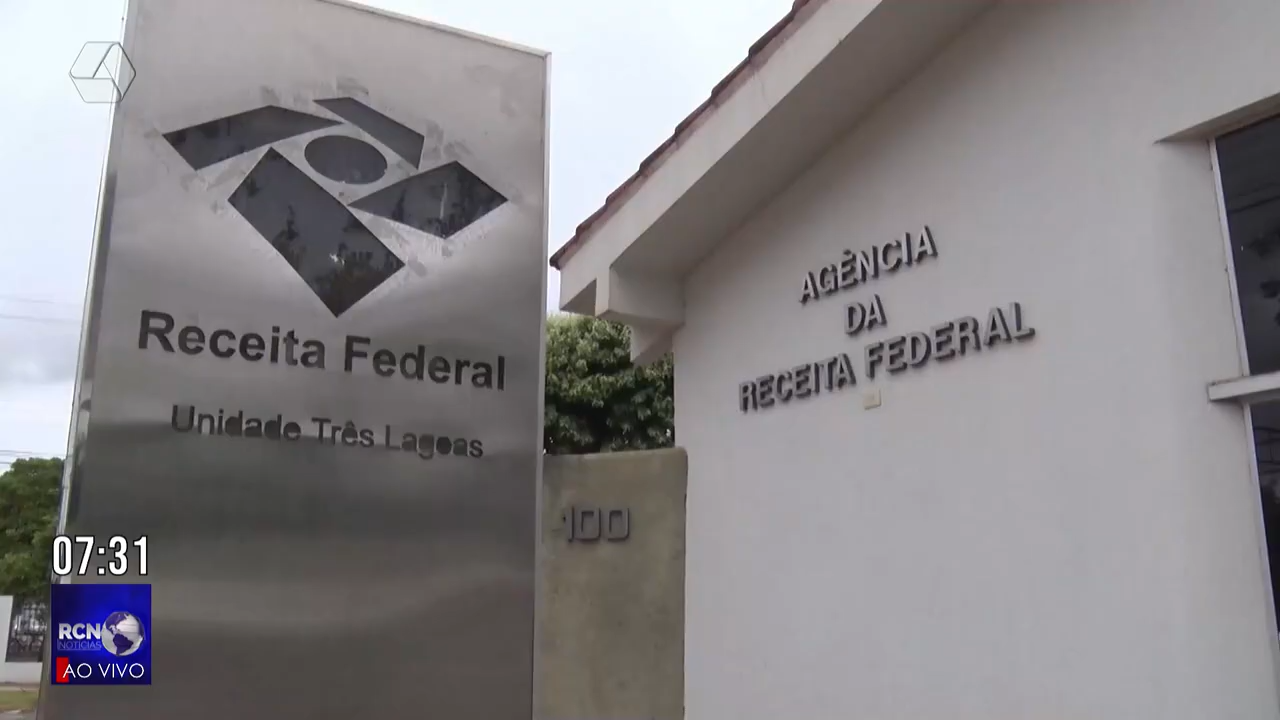 Receita Federal
Unidade Três Lagoas
AGÊNCIA
DA
RECEITA FEDERAL
100
07:31
RCN
NOTÍCIAS
AO VIVO